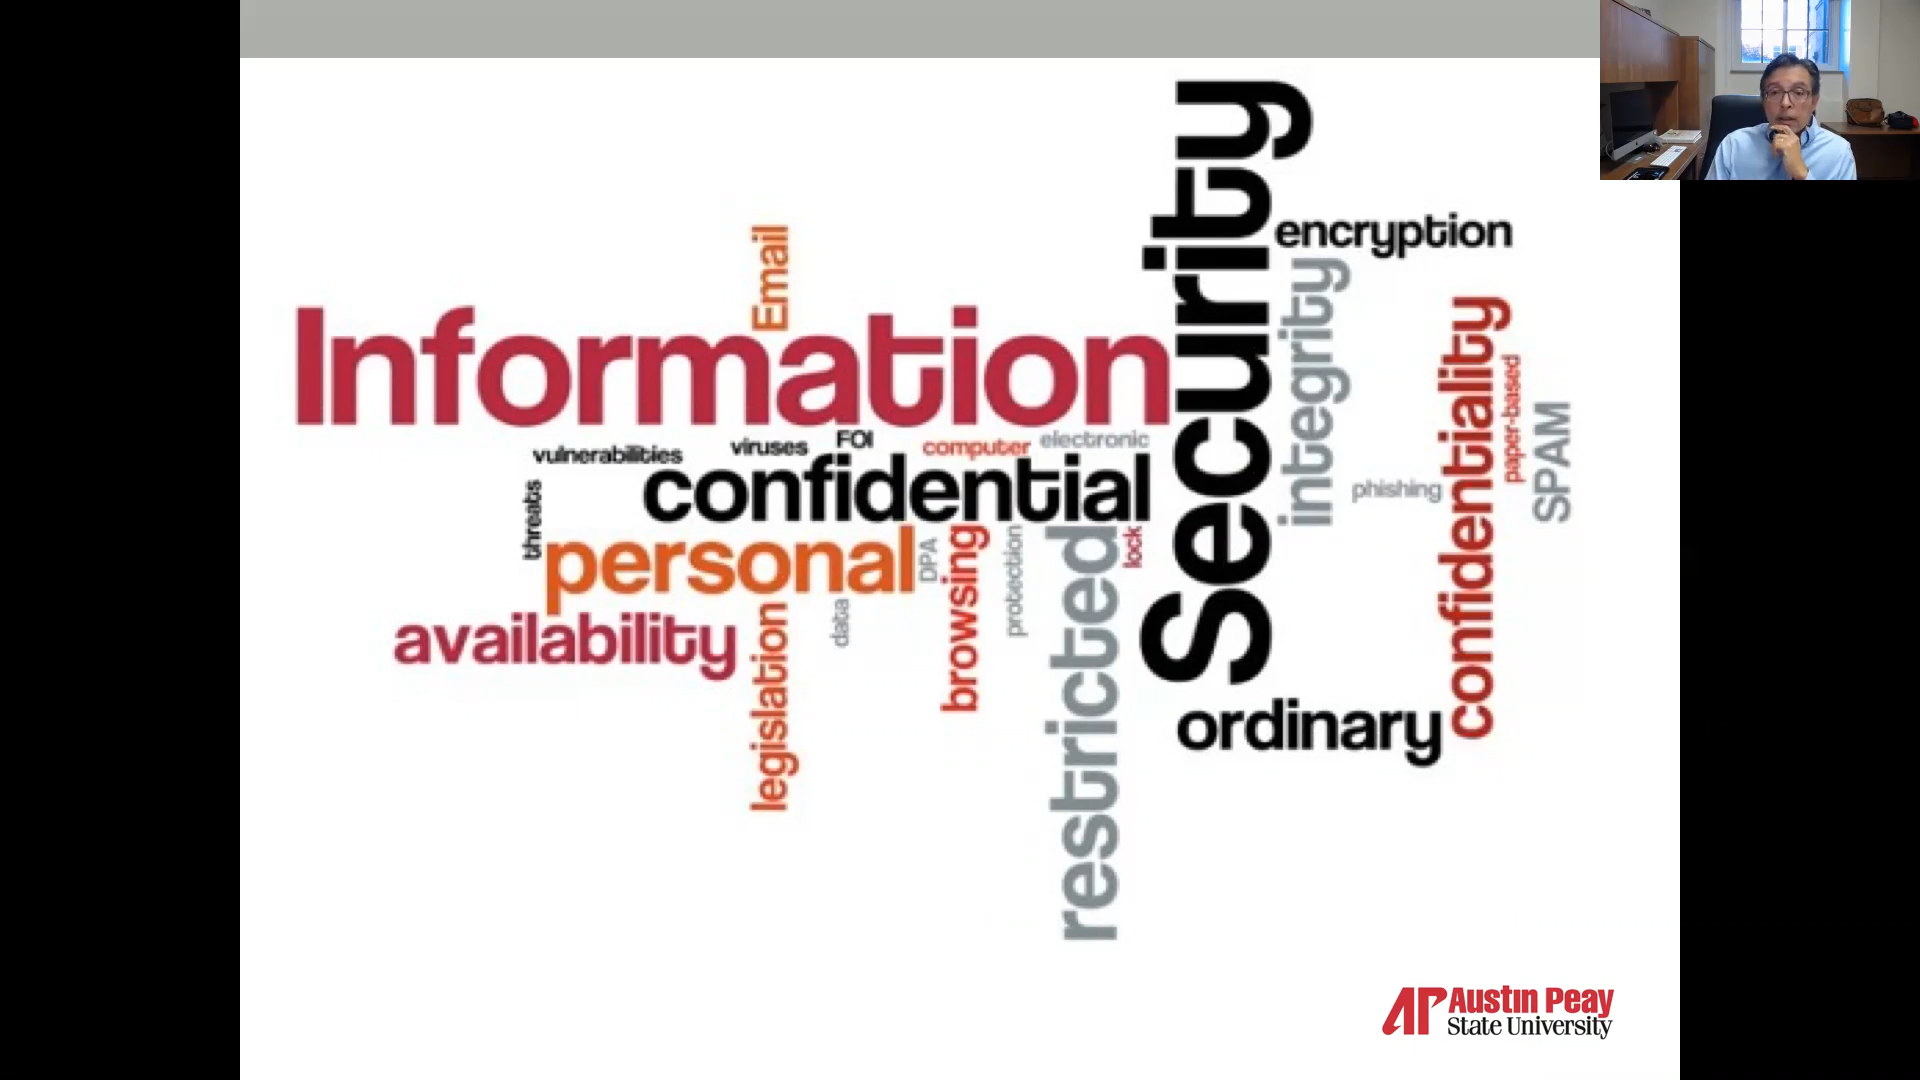 Security
encryption
Email
Information
integrity
confidentiality
paper-based
SPAM
vulnerabilities
viruses
FOI
computer
electronic
confidential
phishing
threats
personal
DPA
browsing
protection
restricted
lock
availability
legislation
data
ordinary
AP Austin Peay
State University